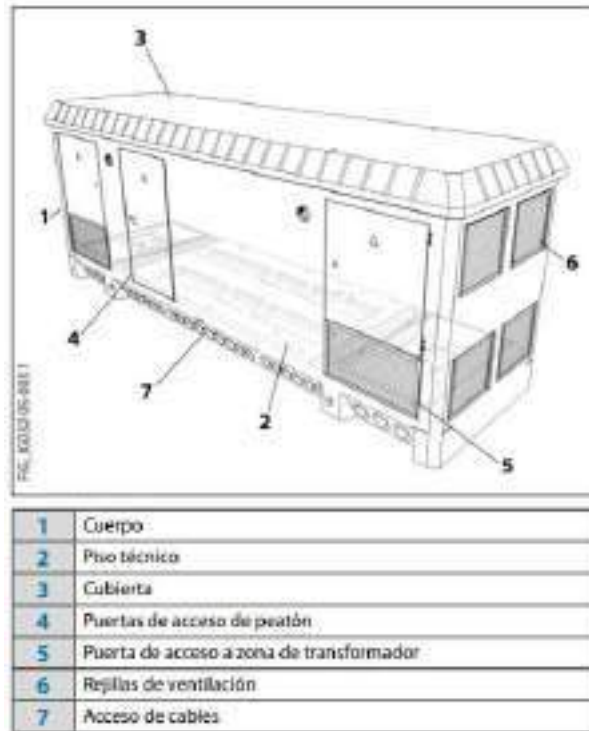 3
1
6
4
7
2
5
1 Cuerpo
2 Piso técnico
3 Cubierta
4 Puertas de acceso de peatón
5 Puerta de acceso a zona de transformador
6 Rejillas de ventilación
7 Acceso de cables